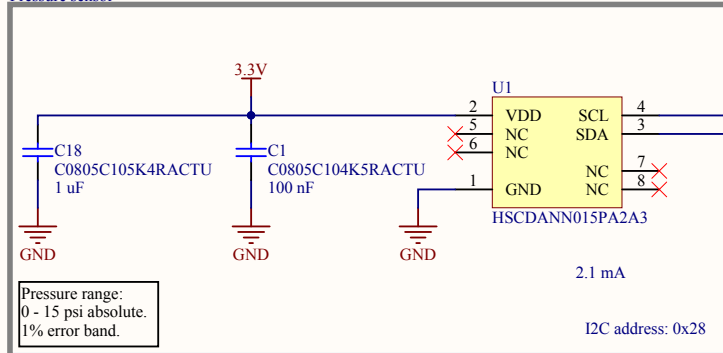 Pressure sensor
3.3V
U1
2 VDD SCL 4
5 NC SDA 3
6 NC
NC 7
1 GND NC 8
HSCDANN015PA2A3
C18
C0805C105K4RACTU
1 uF
C1
C0805C104K5RACTU
100 nF
GND
GND
GND
2.1 mA
Pressure range:
0 - 15 psi absolute.
1% error band.
I2C address: 0x28